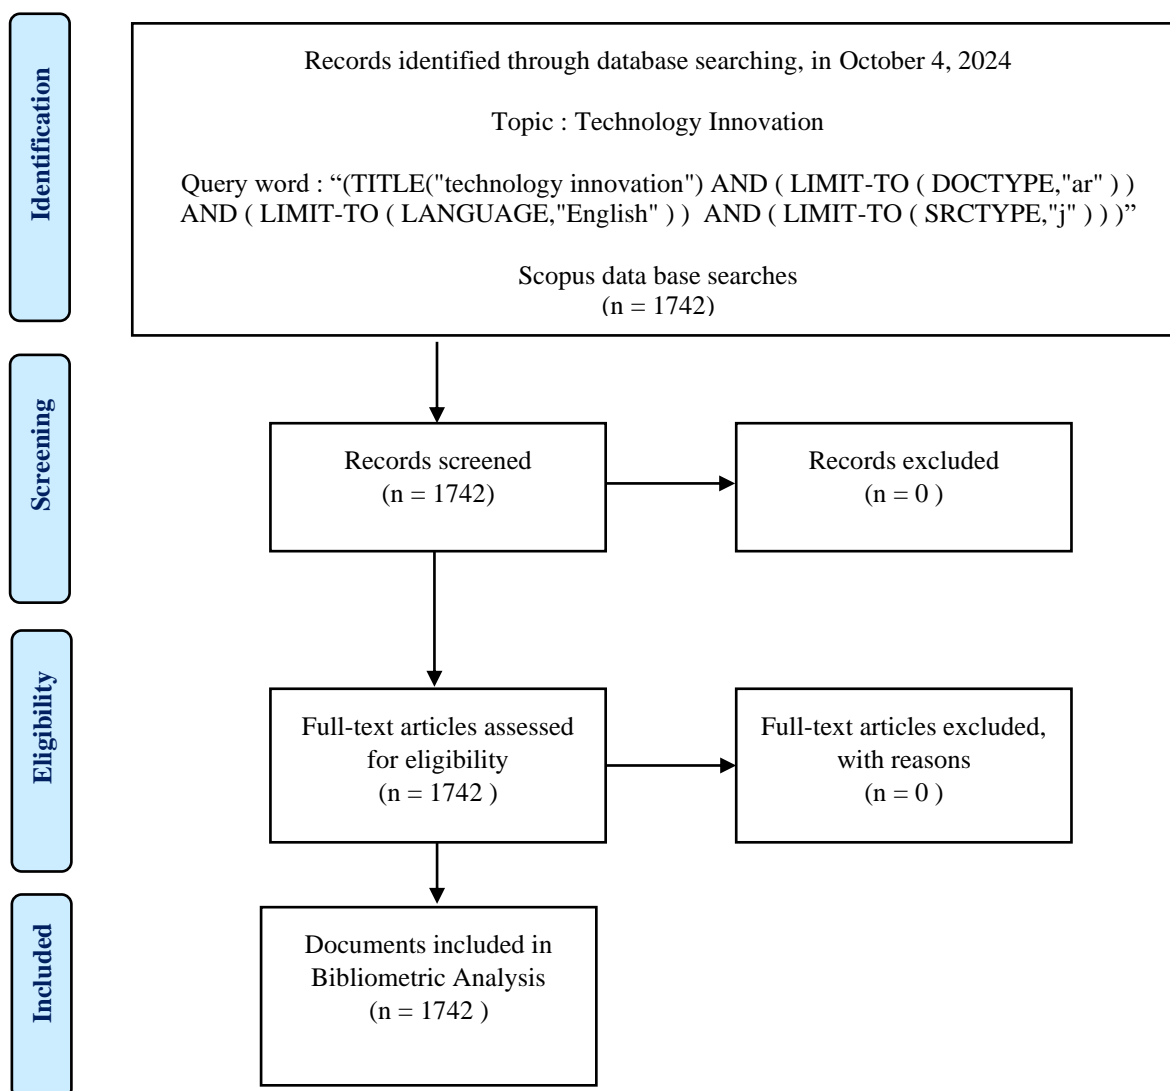 Identification
Records identified through database searching, in October 4, 2024
Topic : Technology Innovation
Query word : “(TITLE("technology innovation") AND ( LIMIT-TO ( DOCTYPE,"ar" ) )
AND ( LIMIT-TO ( LANGUAGE,"English" ) )  AND ( LIMIT-TO ( SRCTYPE,"j" ) ) )”
Scopus data base searches
(n = 1742)
Screening
Records screened
(n = 1742)
Records excluded
(n = 0 )
Eligibility
Full-text articles assessed
for eligibility
(n = 1742 )
Full-text articles excluded,
with reasons
(n = 0 )
Included
Documents included in
Bibliometric Analysis
(n = 1742 )